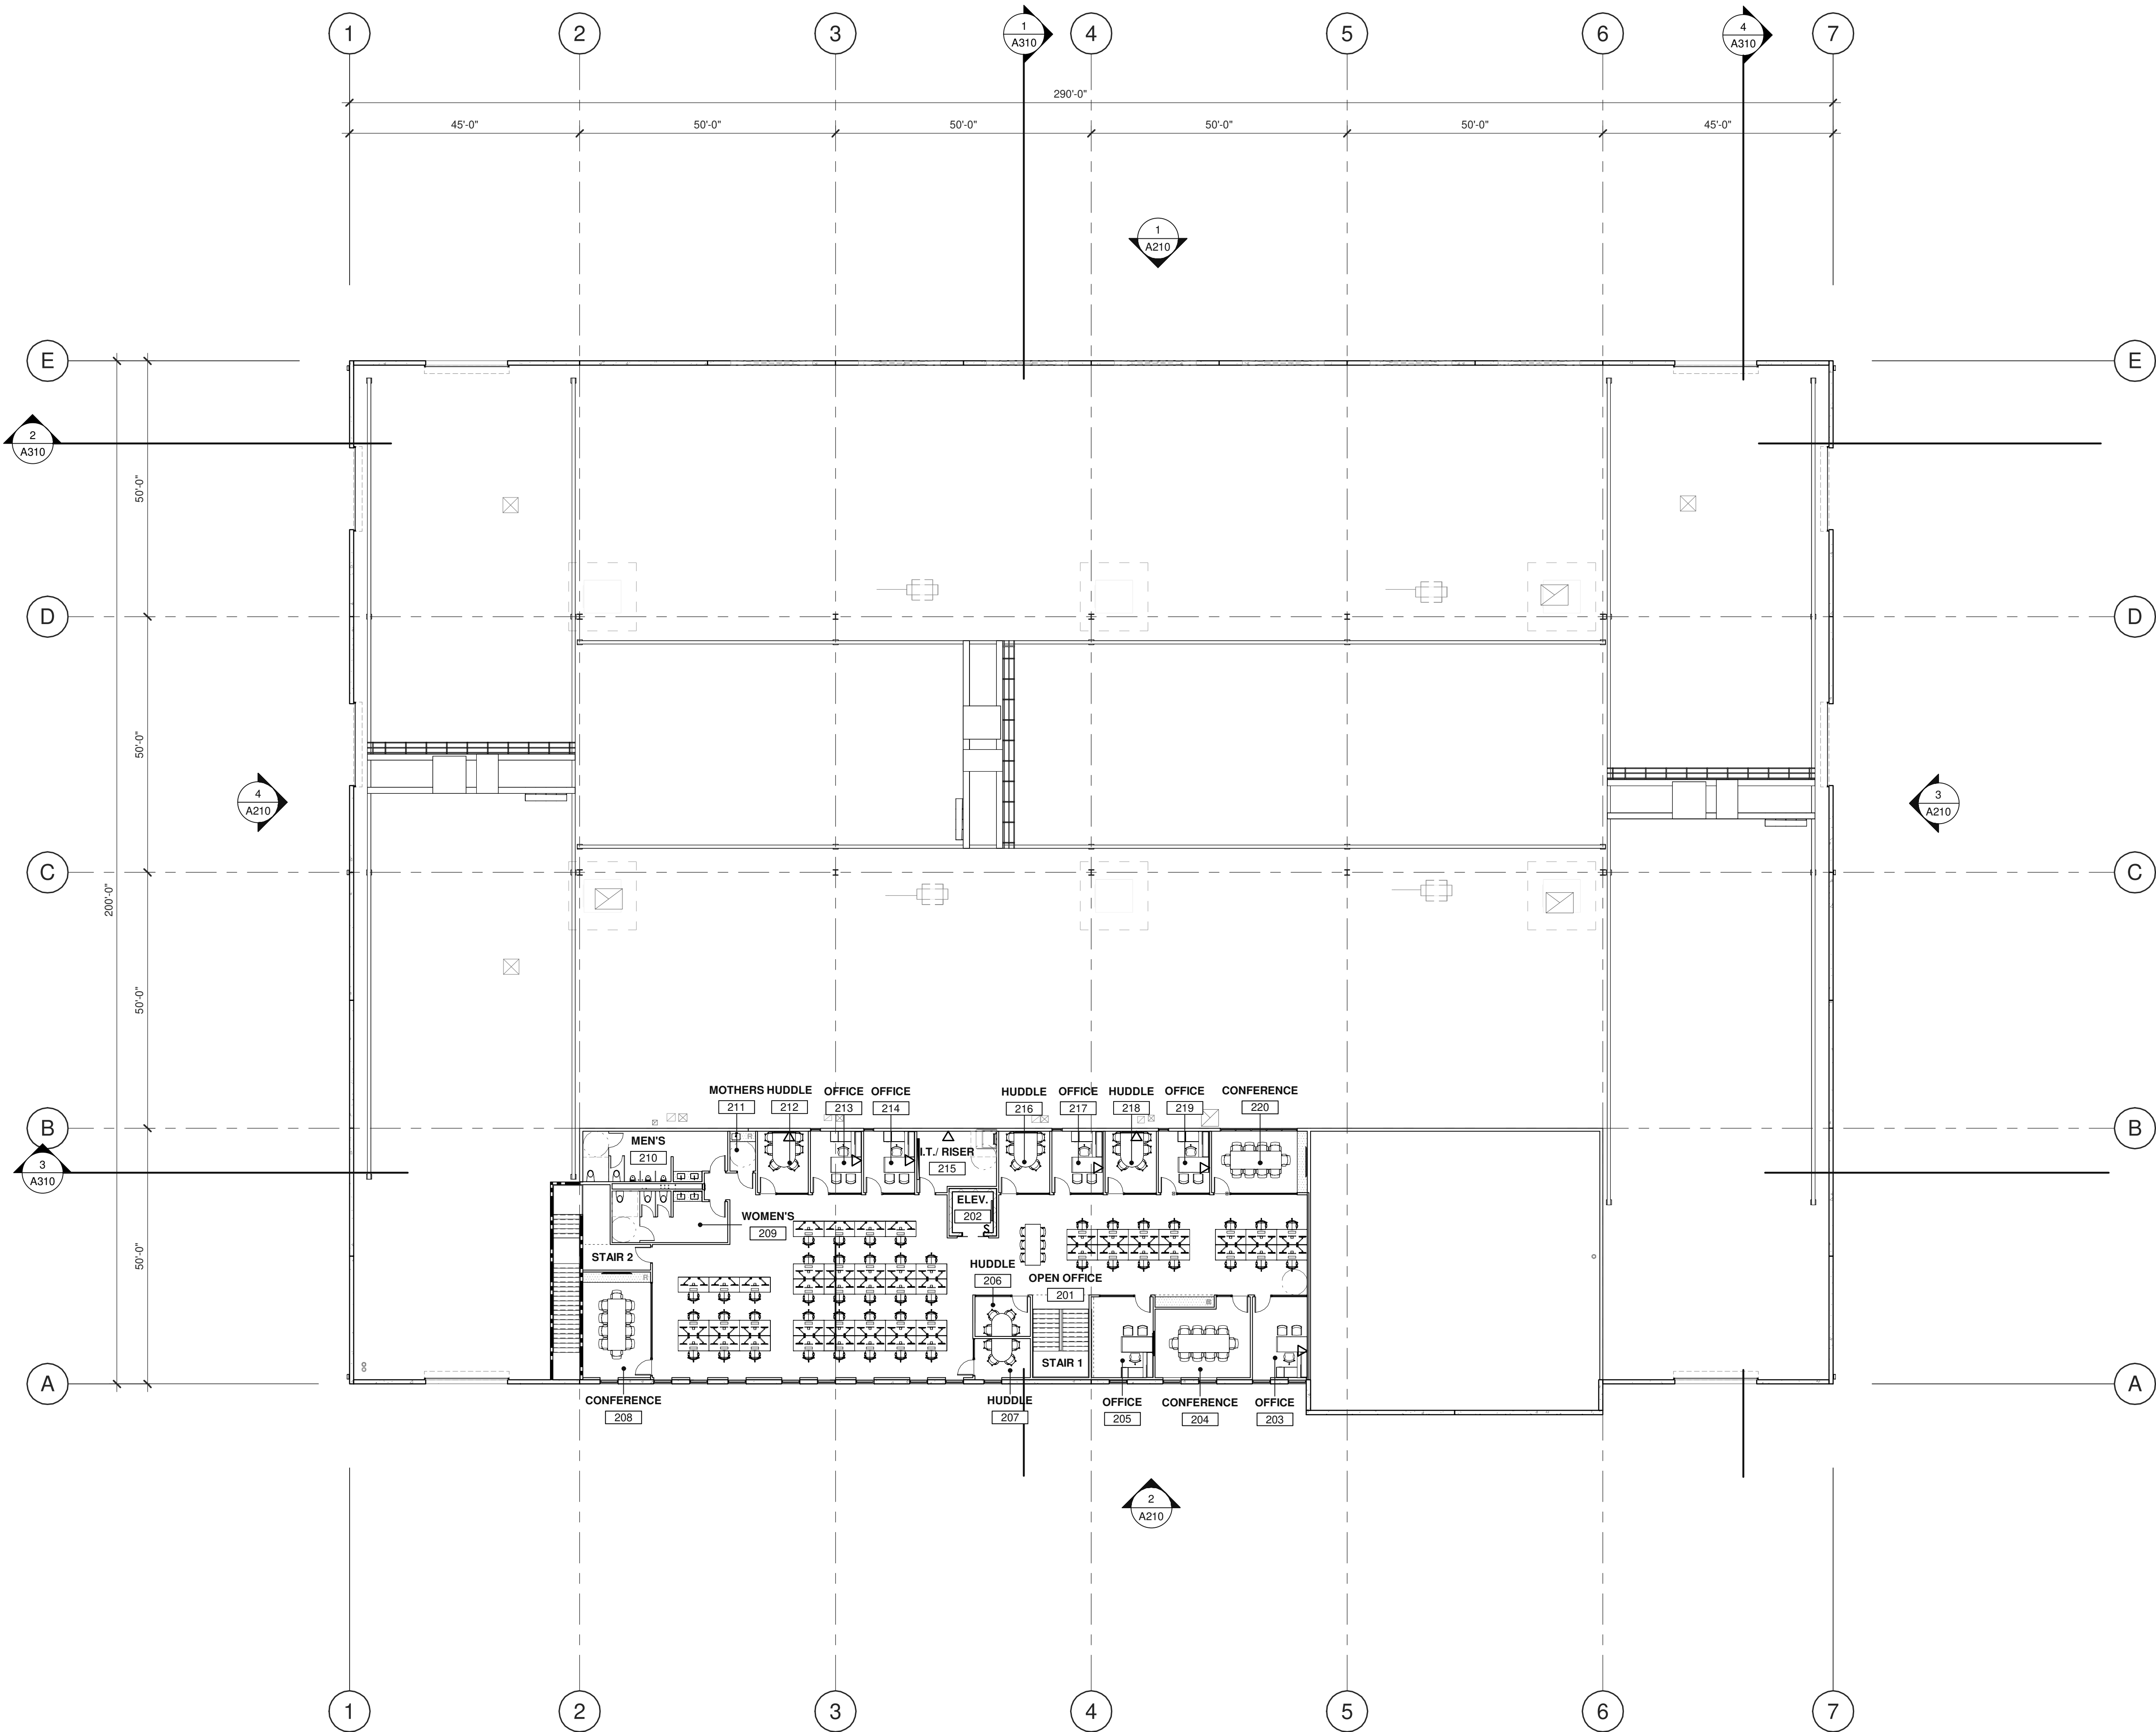 1 2 3 4 5 6 7
1
A310
4
A310
290'-0"
45'-0" 50'-0" 50'-0" 50'-0" 50'-0" 45'-0"
1
A210
E E
2
A310
50'-0"
D D
50'-0"
4
A210
3
A210
C C
200'-0"
50'-0"
MOTHERS HUDDLE OFFICE OFFICE HUDDLE OFFICE HUDDLE OFFICE CONFERENCE
211 212 213 214 216 217 218 219 220
B B
R
MEN'S
210
I.T./ RISER
215
3
A310
ELEV.
202
S
WOMEN'S
209
50'-0"
STAIR 2
R
HUDDLE
206
OPEN OFFICE
201
R
STAIR 1
A A
CONFERENCE
208
HUDDLE
207
OFFICE
205
CONFERENCE
204
OFFICE
203
2
A210
1 2 3 4 5 6 7